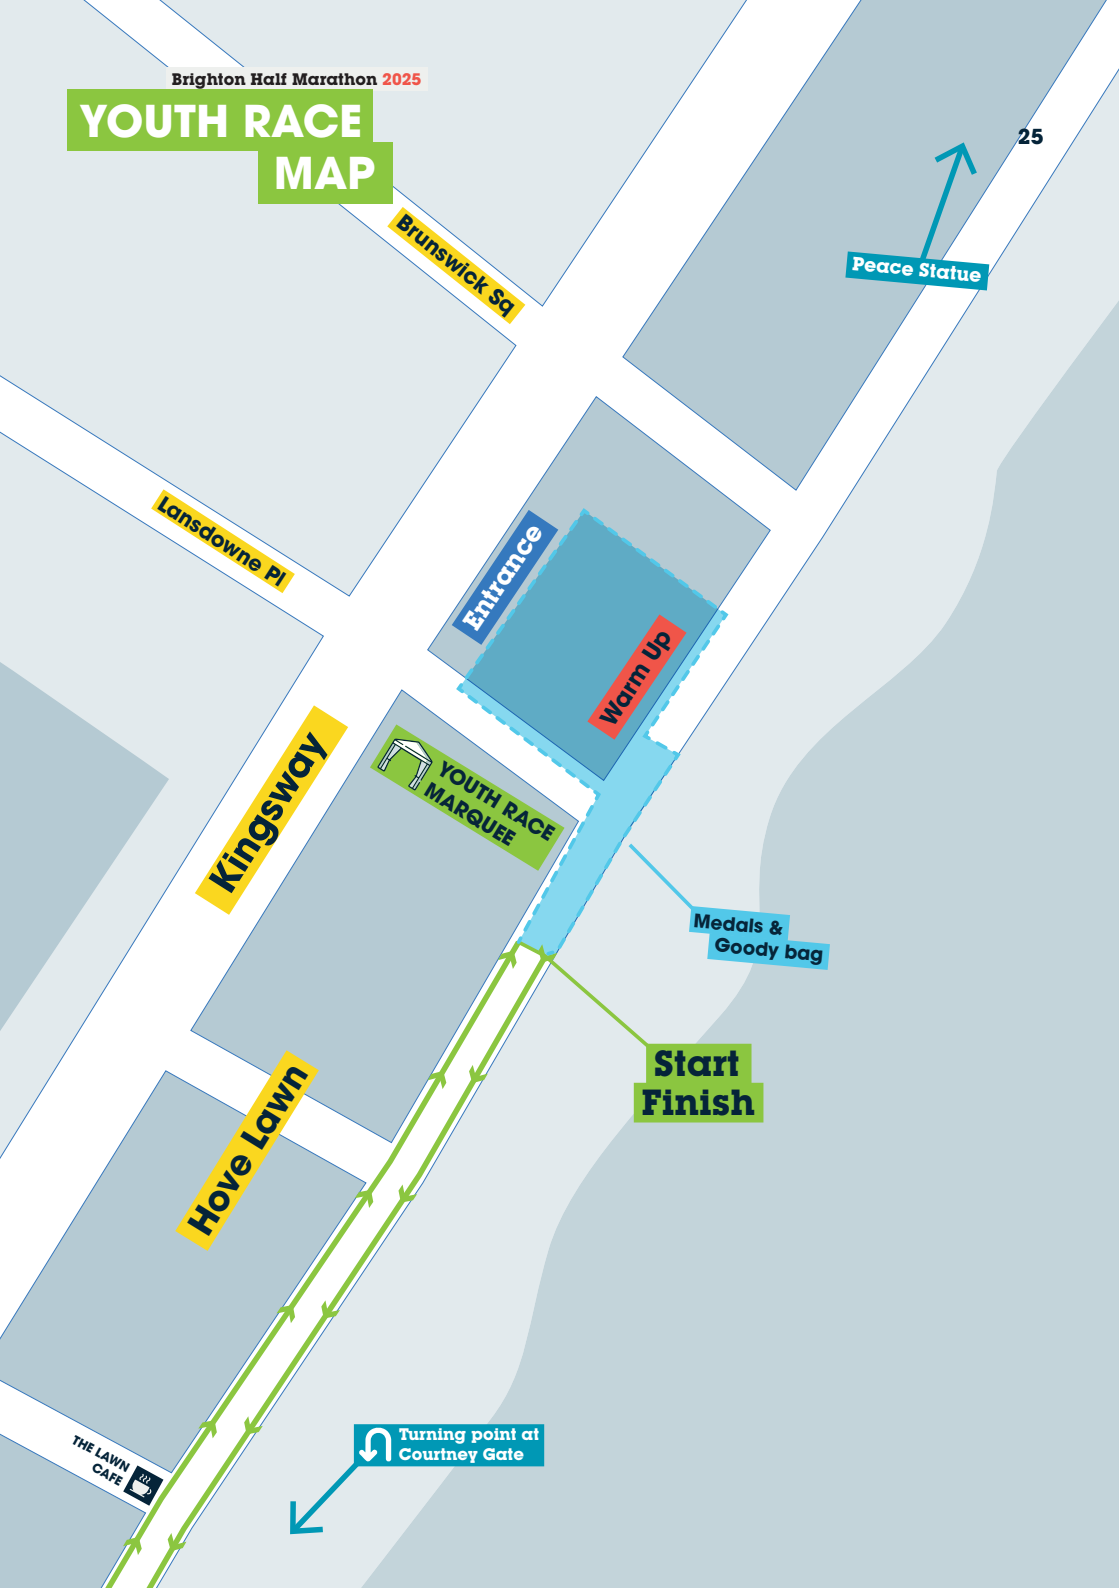 Brighton Half Marathon 2025
YOUTH RACE
MAP
25
Brunswick Sq
Peace Statue
Lansdowne Pl
Entrance
Warm Up
Kingsway
YOUTH RACE
MARQUEE
Medals &
Goody bag
Start
Finish
Hove Lawn
Turning point at
Courtney Gate
THE LAWN
CAFE